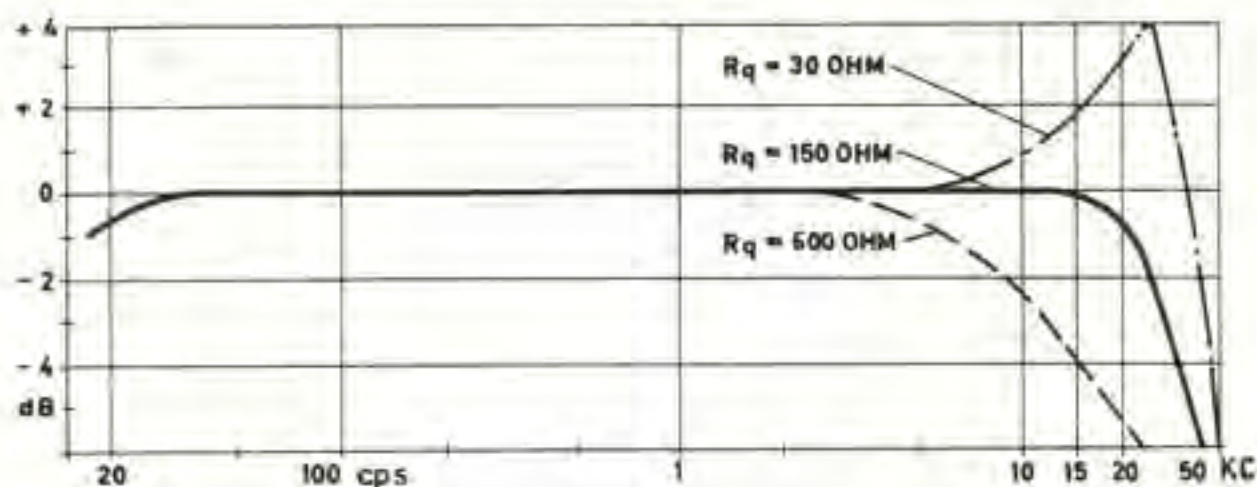 + 4
Rq = 30 OHM
+ 2
Rq = 150 OHM
0
Rq = 600 OHM
- 2
- 4
dB
20 100 cps 1 10 15 20 50 KC